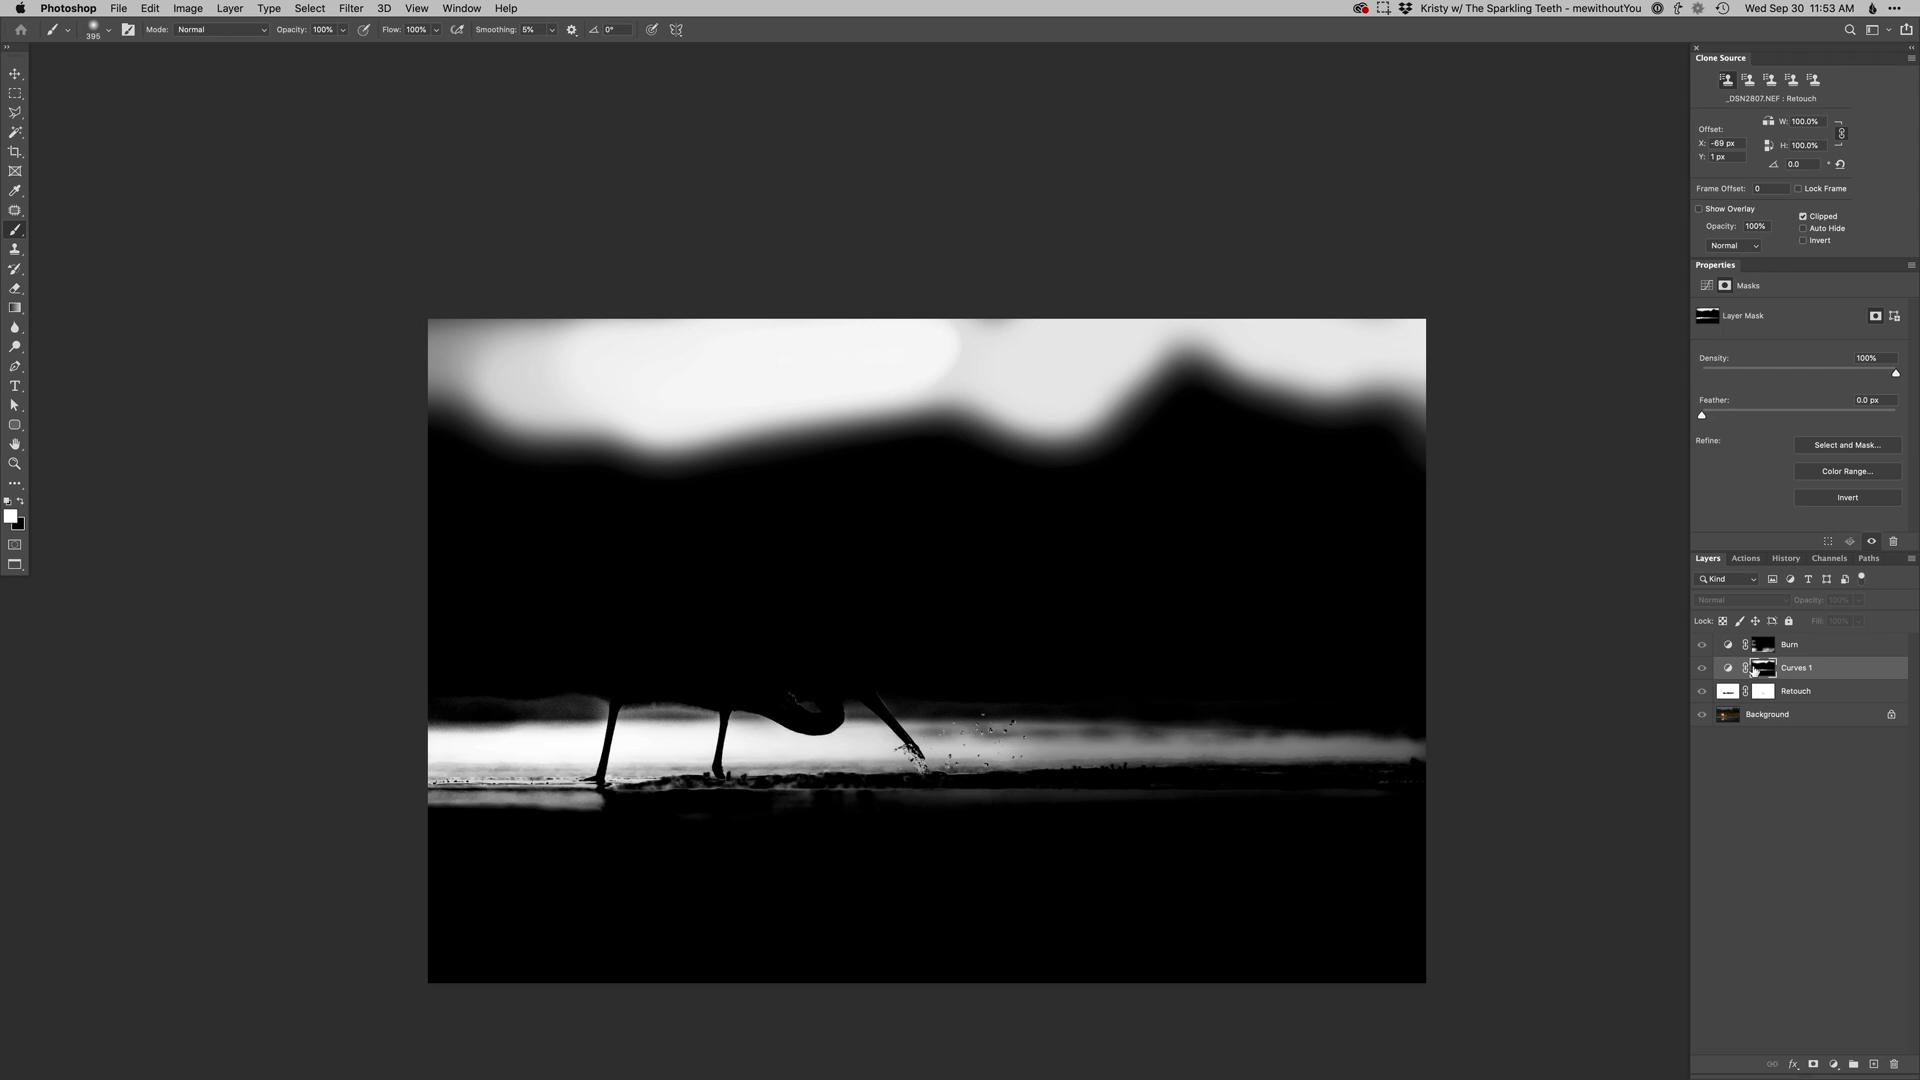 Photoshop File Edit Image Layer Type Select Filter 3D View Window Help
Kristy w/ The Sparkling Teeth - mewithoutYou
Wed Sep 30 11:53 AM
395
Mode: Normal
Opacity: 100%
Flow: 100%
Smoothing: 5%
0°
Clone Source
_DSN2807.NEF : Retouch
Offset:
W: 100.0%
X: -69 px
H: 100.0%
Y: 1 px
0.0 °
Frame Offset: 0
Lock Frame
Show Overlay
Clipped
Opacity: 100%
Auto Hide
Normal
Invert
Properties
Masks
Layer Mask
Density: 100%
Feather: 0.0 px
Refine:
Select and Mask...
Color Range...
Invert
Layers Actions History Channels Paths
Kind
Normal
Opacity: 100%
Lock:
Fill: 100%
Burn
Curves 1
Retouch
Background
fx